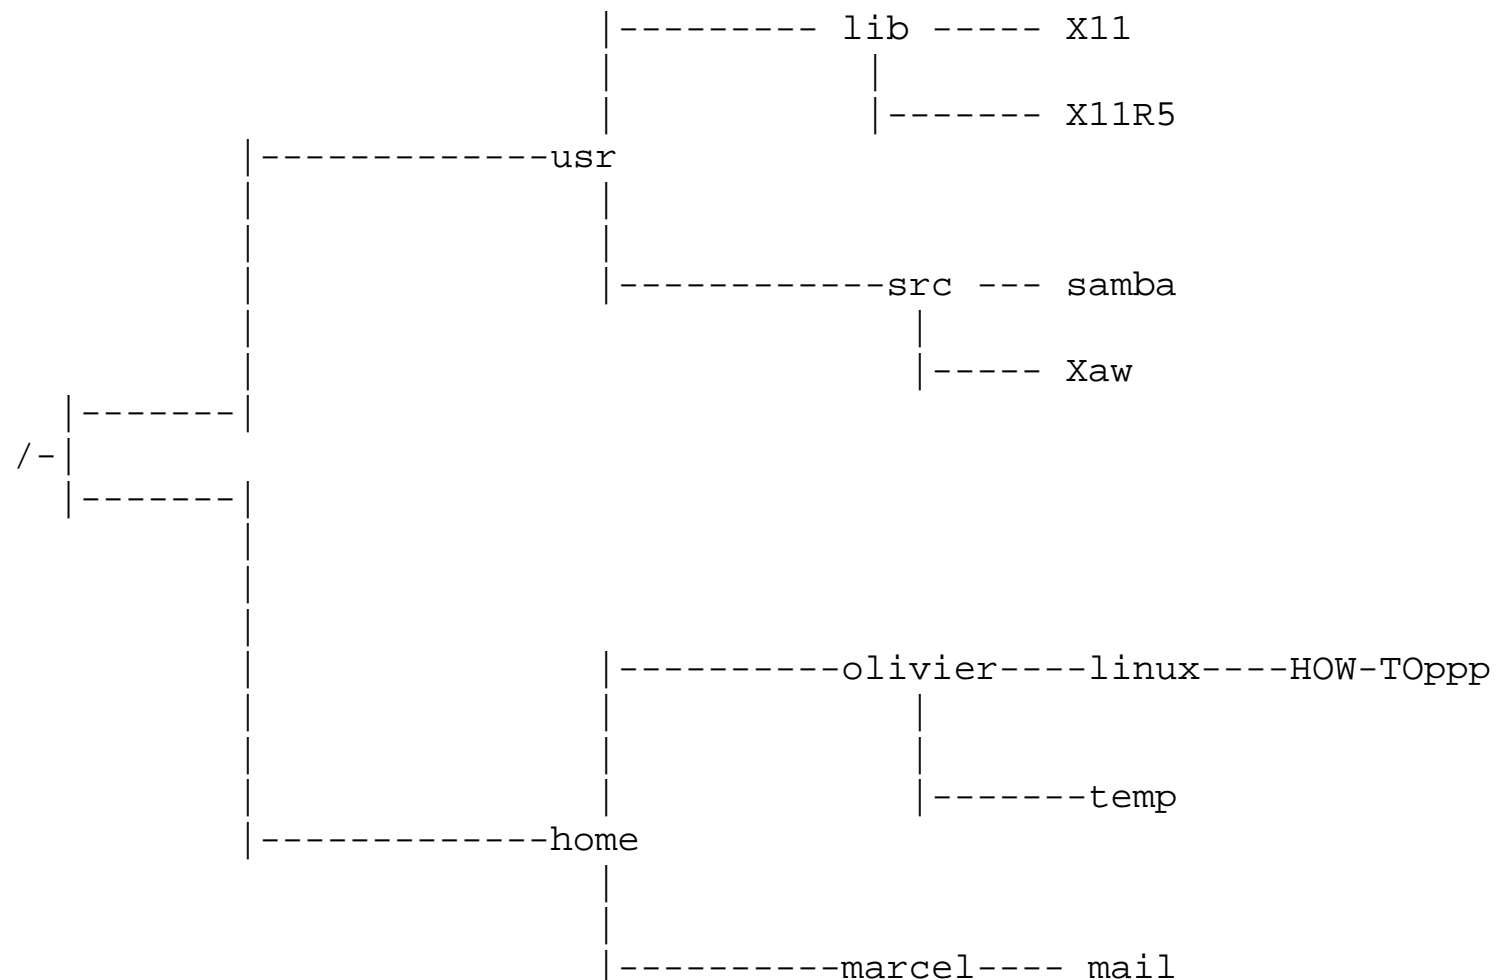 |--------- lib ----- X11
|------- X11R5
|-------------usr
|------------src --- samba
|----- Xaw
|-------|
/-|
|-------|
|----------olivier----linux----HOW-TOppp
|-------temp
|-------------home
|----------marcel---- mail